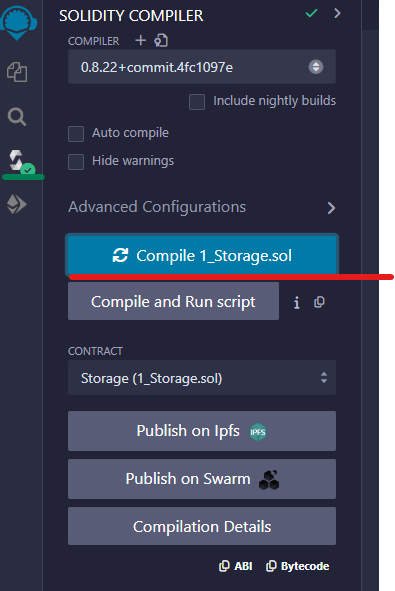 SOLIDITY COMPILER
COMPILER
0.8.22+commit.4fc1097e
Include nightly builds
Auto compile
Hide warnings
Advanced Configurations
Compile 1_Storage.sol
Compile and Run script
CONTRACT
Storage (1_Storage.sol)
Publish on Ipfs IPFS
Publish on Swarm
Compilation Details
ABI Bytecode